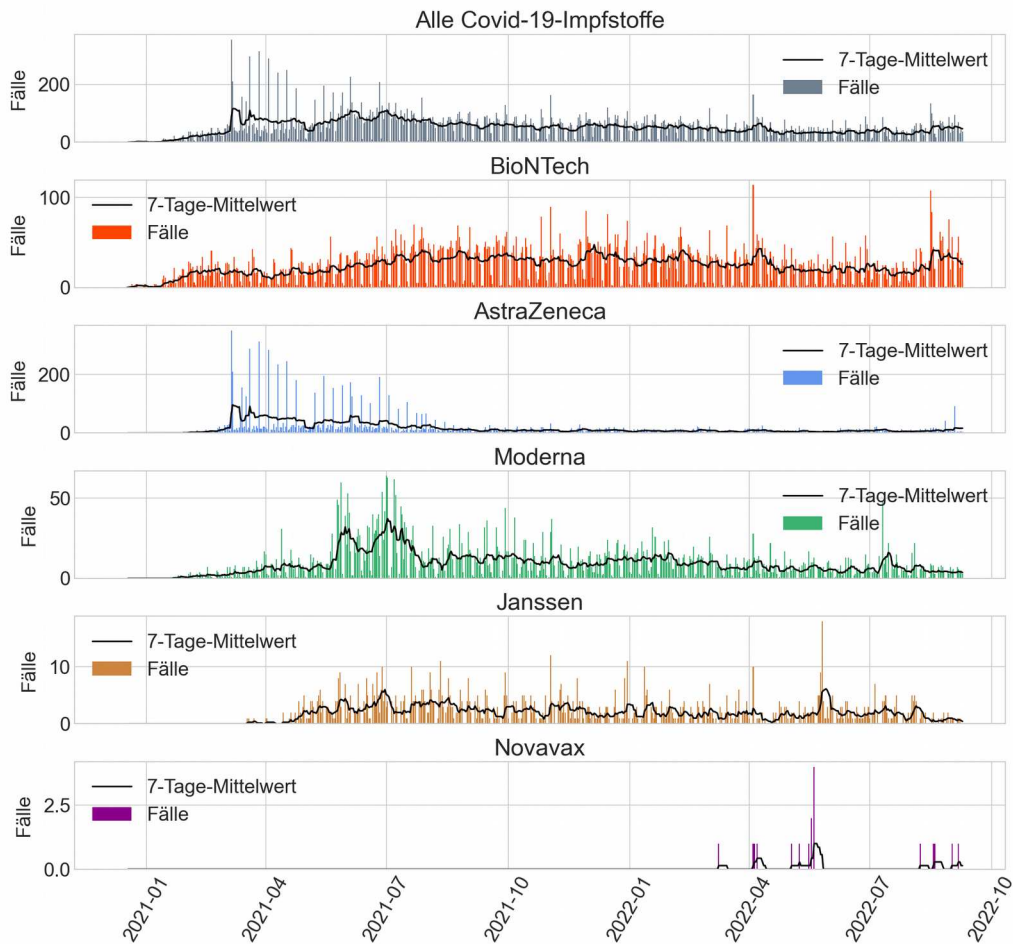 Alle Covid-19-Impfstoffe
Fälle
200
0
7-Tage-Mittelwert
Fälle
BioNTech
Fälle
100
0
7-Tage-Mittelwert
Fälle
AstraZeneca
Fälle
200
0
7-Tage-Mittelwert
Fälle
Moderna
Fälle
50
0
7-Tage-Mittelwert
Fälle
Janssen
Fälle
10
0
7-Tage-Mittelwert
Fälle
Novavax
Fälle
2.5
0.0
7-Tage-Mittelwert
Fälle
2021-01
2021-04
2021-07
2021-10
2022-01
2022-04
2022-07
2022-10